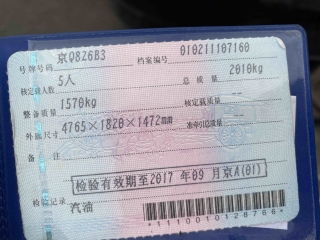 号牌号码 京Q8Z6B3 档案编号 010211107160
核定载人数 5人 总质量 2010kg
整备质量 1570kg 核定载质量 --
外廓尺寸 4765×1820×1472mm 准牵引总质量 --
备注
检验有效期至2017年09月京A(01)
检验记录 汽油
*1110010128766*